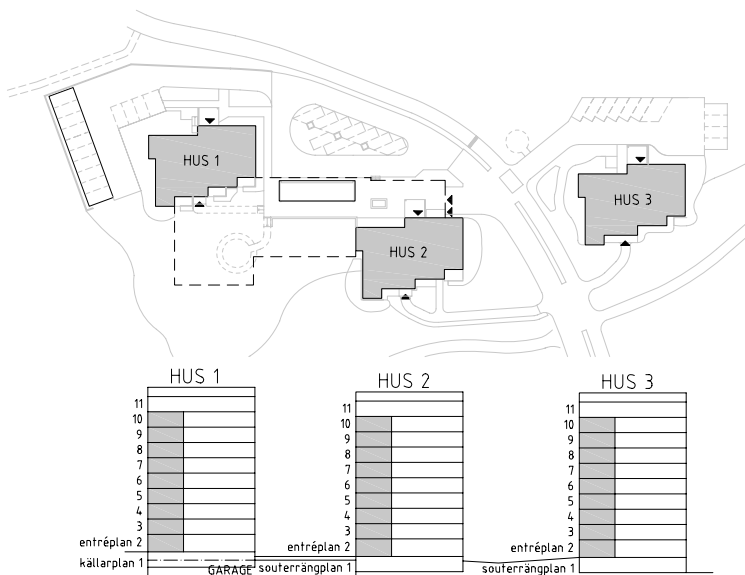 HUS 1
HUS 2
HUS 3
HUS 1
11
10
9
8
7
6
5
4
3
entréplan 2
källarplan 1
GARAGE
HUS 2
11
10
9
8
7
6
5
4
3
entréplan 2
souterrängplan 1
HUS 3
11
10
9
8
7
6
5
4
3
entréplan 2
souterrängplan 1